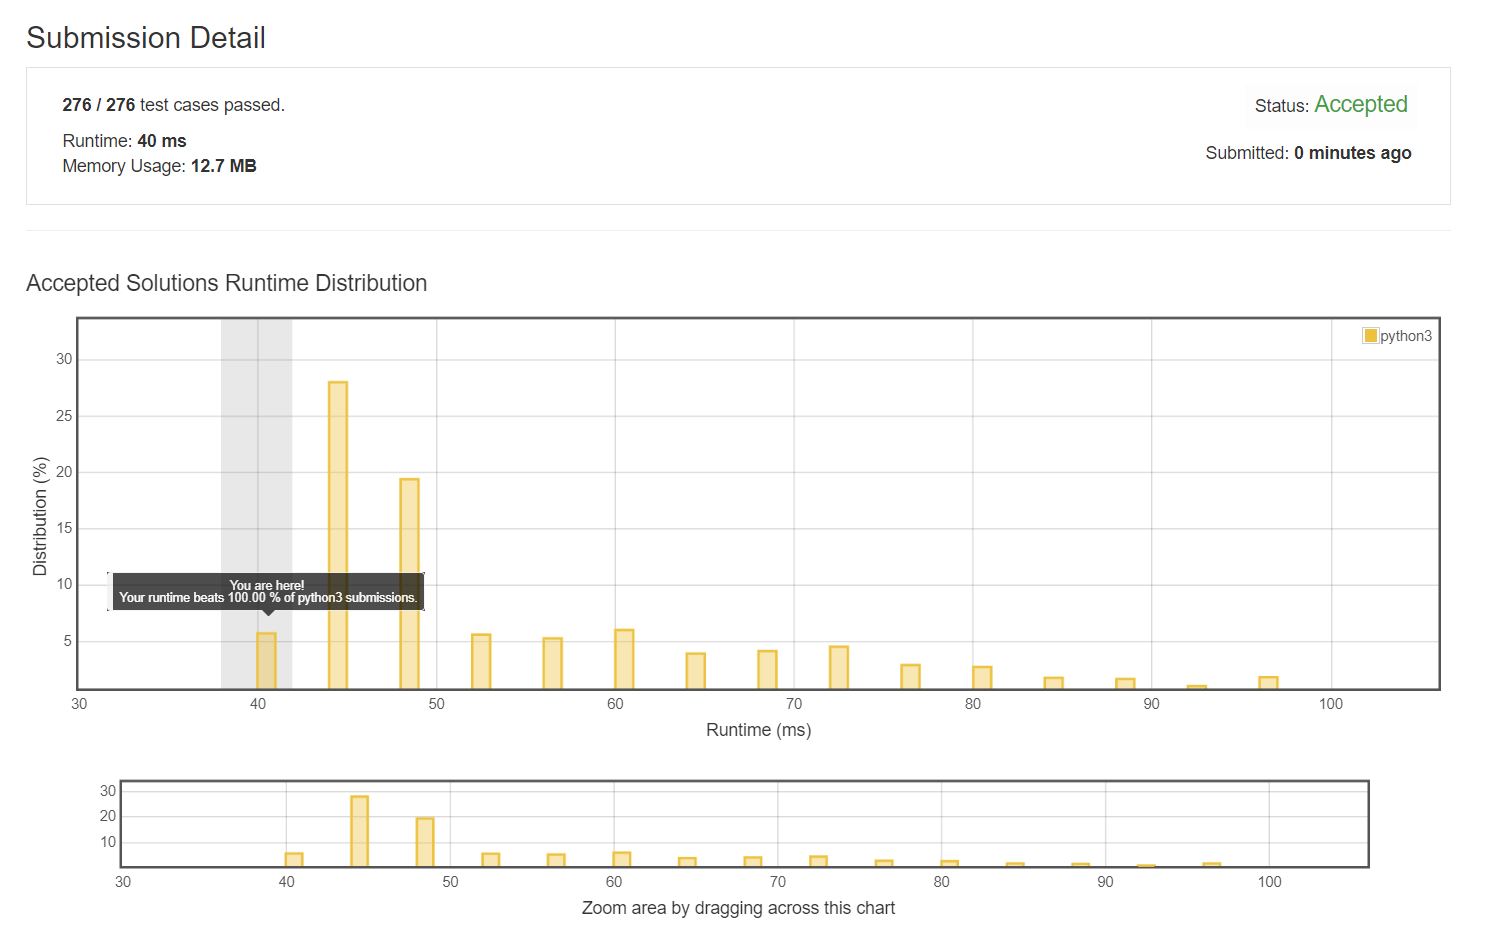 Submission Detail
276 / 276 test cases passed.
Status: Accepted
Runtime: 40 ms
Memory Usage: 12.7 MB
Submitted: 0 minutes ago
Accepted Solutions Runtime Distribution
python3
Distribution (%)
30
25
20
15
10
5
You are here!
Your runtime beats 100.00 % of python3 submissions.
30 40 50 60 70 80 90 100
Runtime (ms)
30
20
10
30 40 50 60 70 80 90 100
Zoom area by dragging across this chart